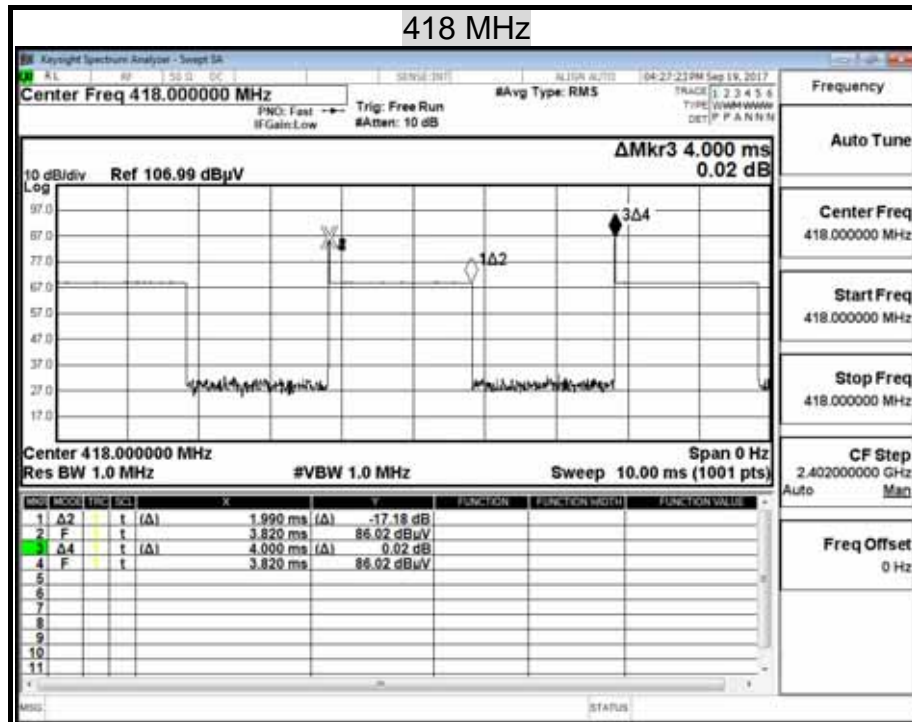 418 MHz
Keysight Spectrum Analyzer - Swept SA
RL RF 50 Ω DC SENSE:INT ALIGN AUTO 04:27:23 PM Sep 19, 2017
Center Freq 418.000000 MHz #Avg Type: RMS TRACE 1 2 3 4 5 6
PNO: Fast Trig: Free Run TYPE WWWWWW
IFGain:Low #Atten: 10 dB DET P P A N N N
ΔMkr3 4.000 ms
0.02 dB
10 dB/div Ref 106.99 dBµV
Log
97.0
87.0
77.0
67.0
57.0
47.0
37.0
27.0
17.0
3Δ4
1Δ2
Center 418.000000 MHz Span 0 Hz
Res BW 1.0 MHz #VBW 1.0 MHz Sweep 10.00 ms (1001 pts)
MKR MODE TRC SCL X Y FUNCTION FUNCTION WIDTH FUNCTION VALUE
1 Δ2 t (Δ) 1.990 ms (Δ) -17.18 dB
2 F t 3.820 ms 86.02 dBµV
3 Δ4 t (Δ) 4.000 ms (Δ) 0.02 dB
4 F t 3.820 ms 86.02 dBµV
5
6
7
8
9
10
11
MSG STATUS
Frequency
Auto Tune
Center Freq
418.000000 MHz
Start Freq
418.000000 MHz
Stop Freq
418.000000 MHz
CF Step
2.402000000 GHz
Auto Man
Freq Offset
0 Hz